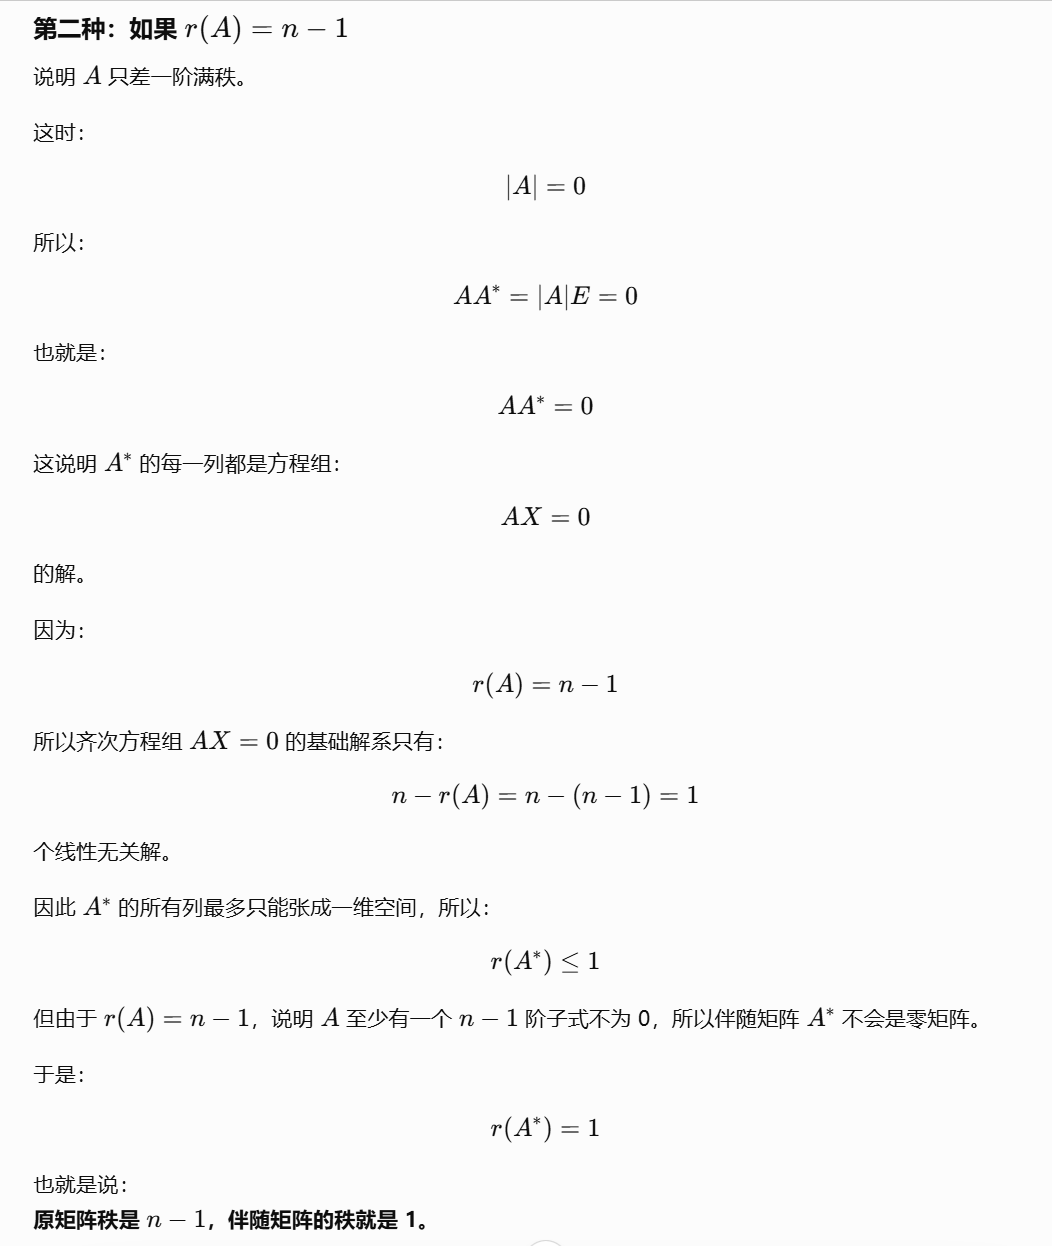 第二种：如果 r(A) = n − 1
说明 A 只差一阶满秩。
这时：
|A| = 0
所以：
AA* = |A|E = 0
也就是：
AA* = 0
这说明 A* 的每一列都是方程组：
AX = 0
的解。
因为：
r(A) = n − 1
所以齐次方程组 AX = 0 的基础解系只有：
n − r(A) = n − (n − 1) = 1
个线性无关解。
因此 A* 的所有列最多只能张成一维空间，所以：
r(A*) ≤ 1
但由于 r(A) = n − 1，说明 A 至少有一个 n − 1 阶子式不为 0，所以伴随矩阵 A* 不会是零矩阵。
于是：
r(A*) = 1
也就是说：
原矩阵秩是 n − 1，伴随矩阵的秩就是 1。